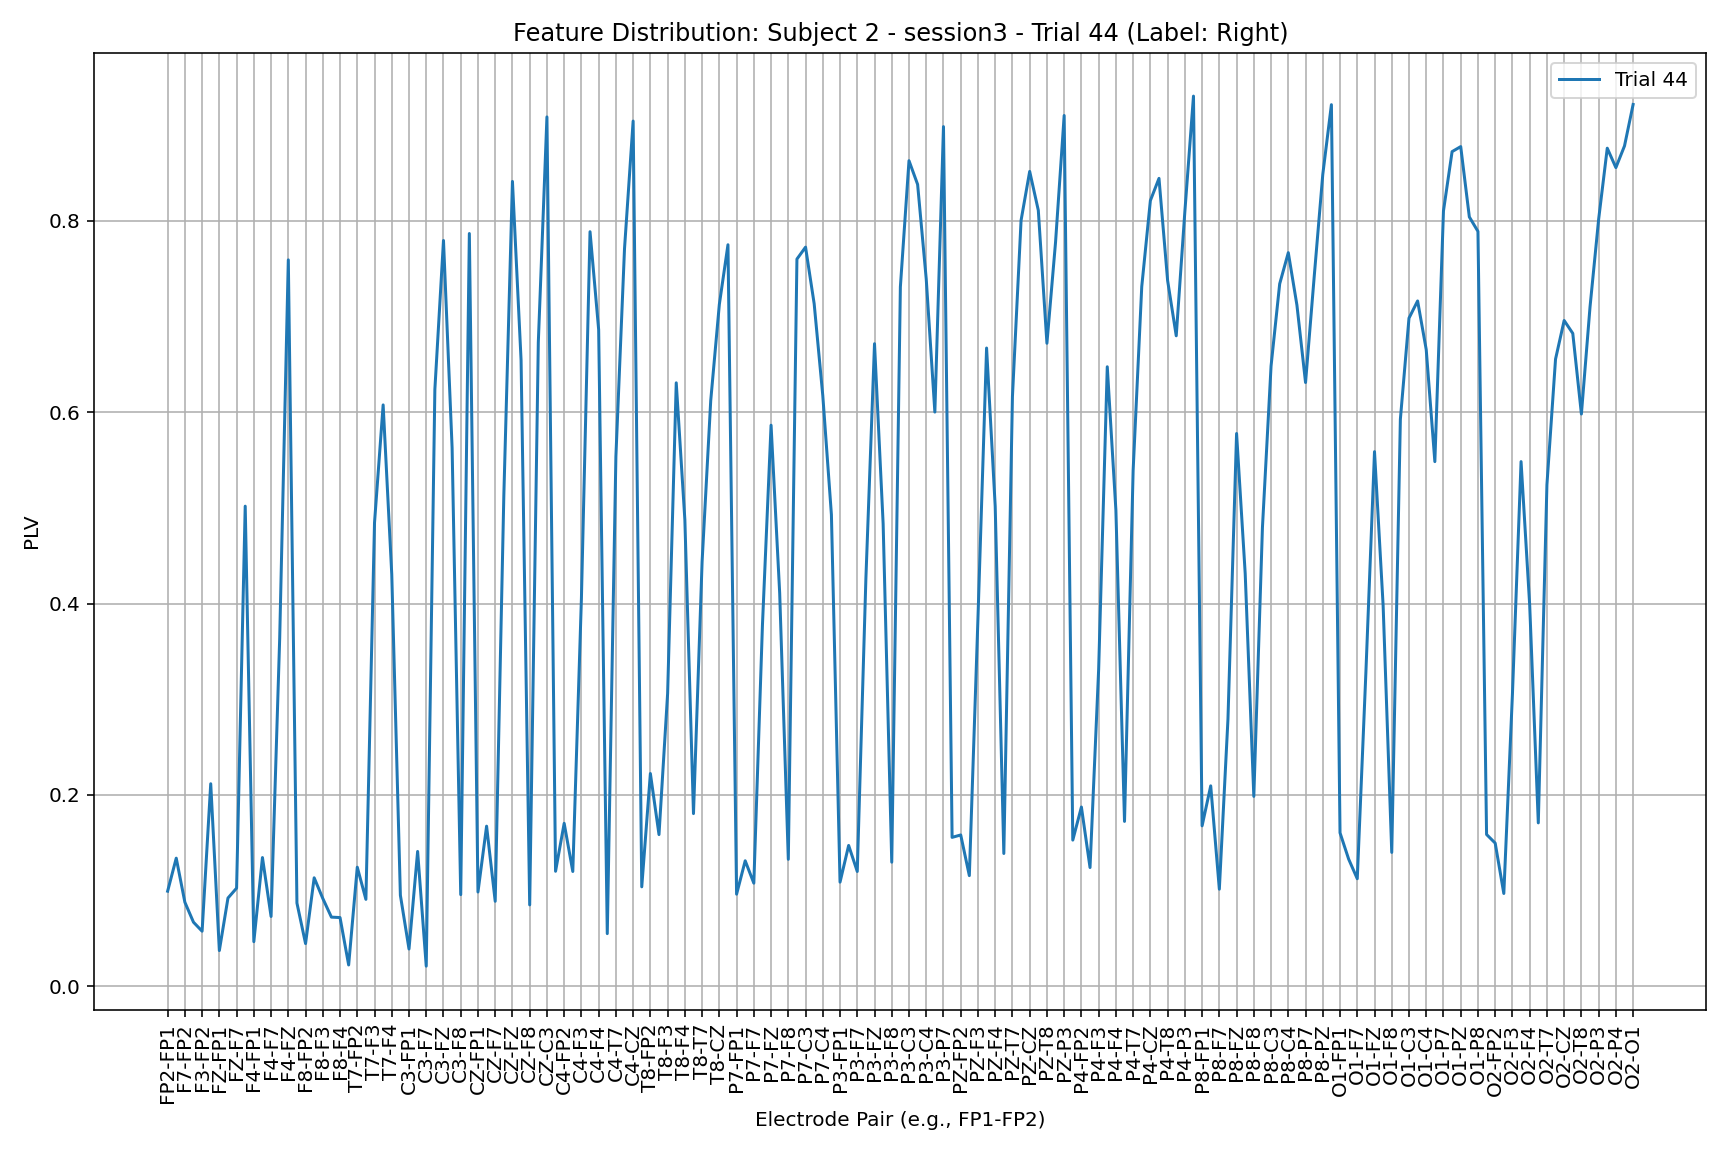 Feature Distribution: Subject 2 - session3 - Trial 44 (Label: Right)
Trial 44
PLV
0.8
0.6
0.4
0.2
0.0
FP2-FP1
F7-FP2
F3-FP2
FZ-FP1
FZ-F7
F4-FP1
F4-F7
F4-FZ
F8-FP2
F8-F3
F8-F4
T7-FP2
T7-F3
T7-F4
C3-FP1
C3-F7
C3-FZ
C3-F8
CZ-FP1
CZ-F7
CZ-FZ
CZ-F8
CZ-C3
C4-FP2
C4-F3
C4-F4
C4-T7
C4-CZ
T8-FP2
T8-F3
T8-F4
T8-T7
T8-CZ
P7-FP1
P7-F7
P7-FZ
P7-F8
P7-C3
P7-C4
P3-FP1
P3-F7
P3-FZ
P3-F8
P3-C3
P3-C4
P3-P7
PZ-FP2
PZ-F3
PZ-F4
PZ-T7
PZ-CZ
PZ-T8
PZ-P3
P4-FP2
P4-F3
P4-F4
P4-T7
P4-CZ
P4-T8
P4-P3
P8-FP1
P8-F7
P8-FZ
P8-F8
P8-C3
P8-C4
P8-P7
P8-PZ
O1-FP1
O1-F7
O1-FZ
O1-F8
O1-C3
O1-C4
O1-P7
O1-PZ
O1-P8
O2-FP2
O2-F3
O2-F4
O2-T7
O2-CZ
O2-T8
O2-P3
O2-P4
O2-O1
Electrode Pair (e.g., FP1-FP2)